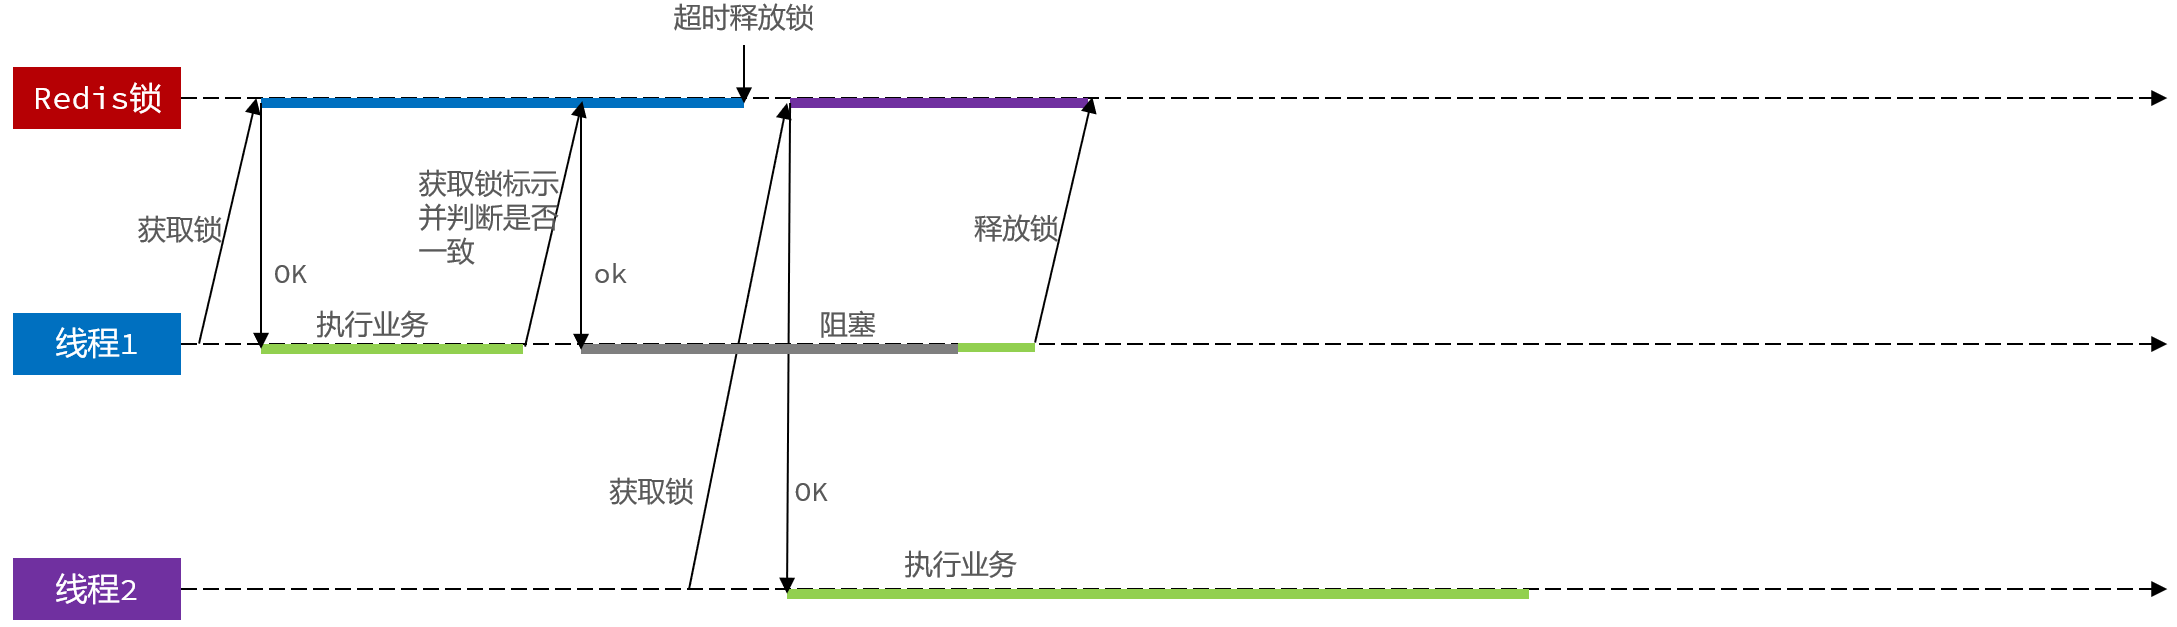 超时释放锁
Redis锁
获取锁标示
并判断是否
一致
获取锁
释放锁
OK
ok
执行业务
阻塞
线程1
获取锁
OK
执行业务
线程2